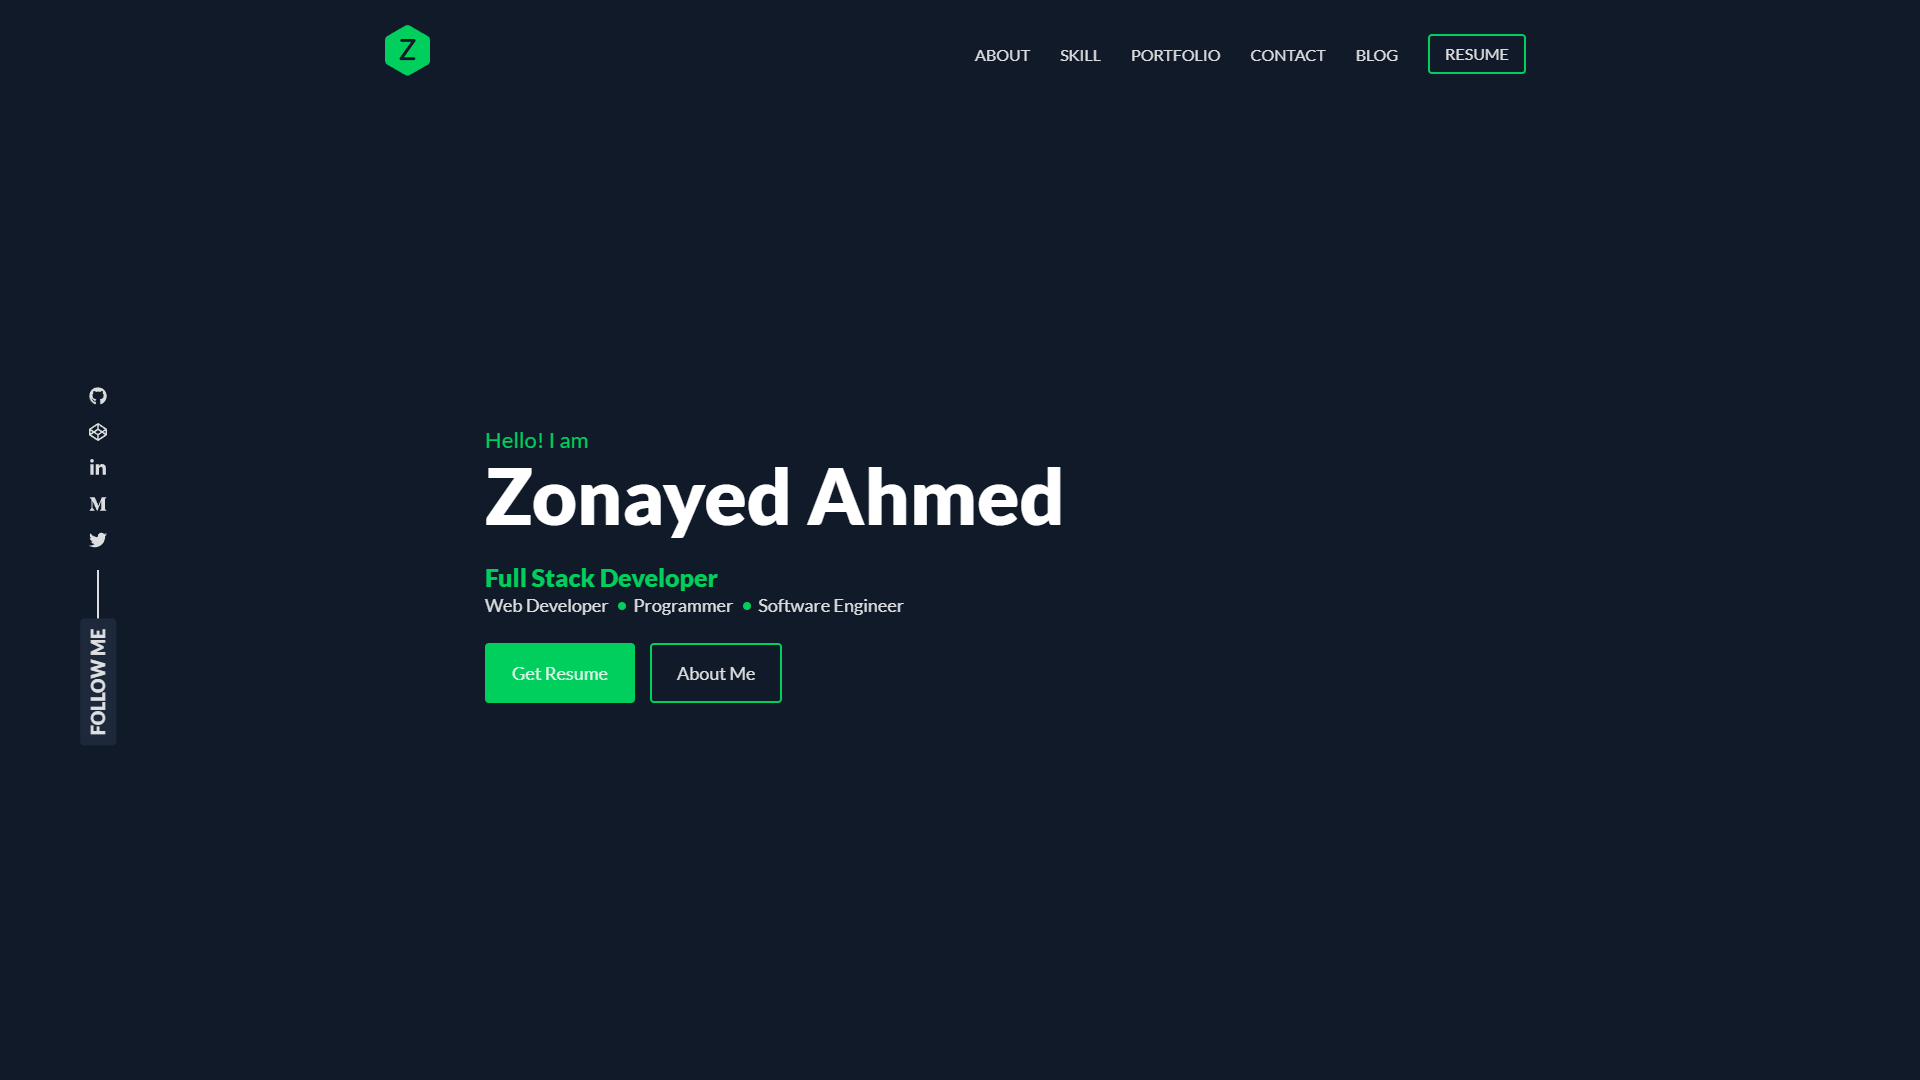 Z
ABOUT SKILL PORTFOLIO CONTACT BLOG RESUME
Hello! I am
Zonayed Ahmed
Full Stack Developer
Web Developer • Programmer • Software Engineer
Get Resume About Me
FOLLOW ME